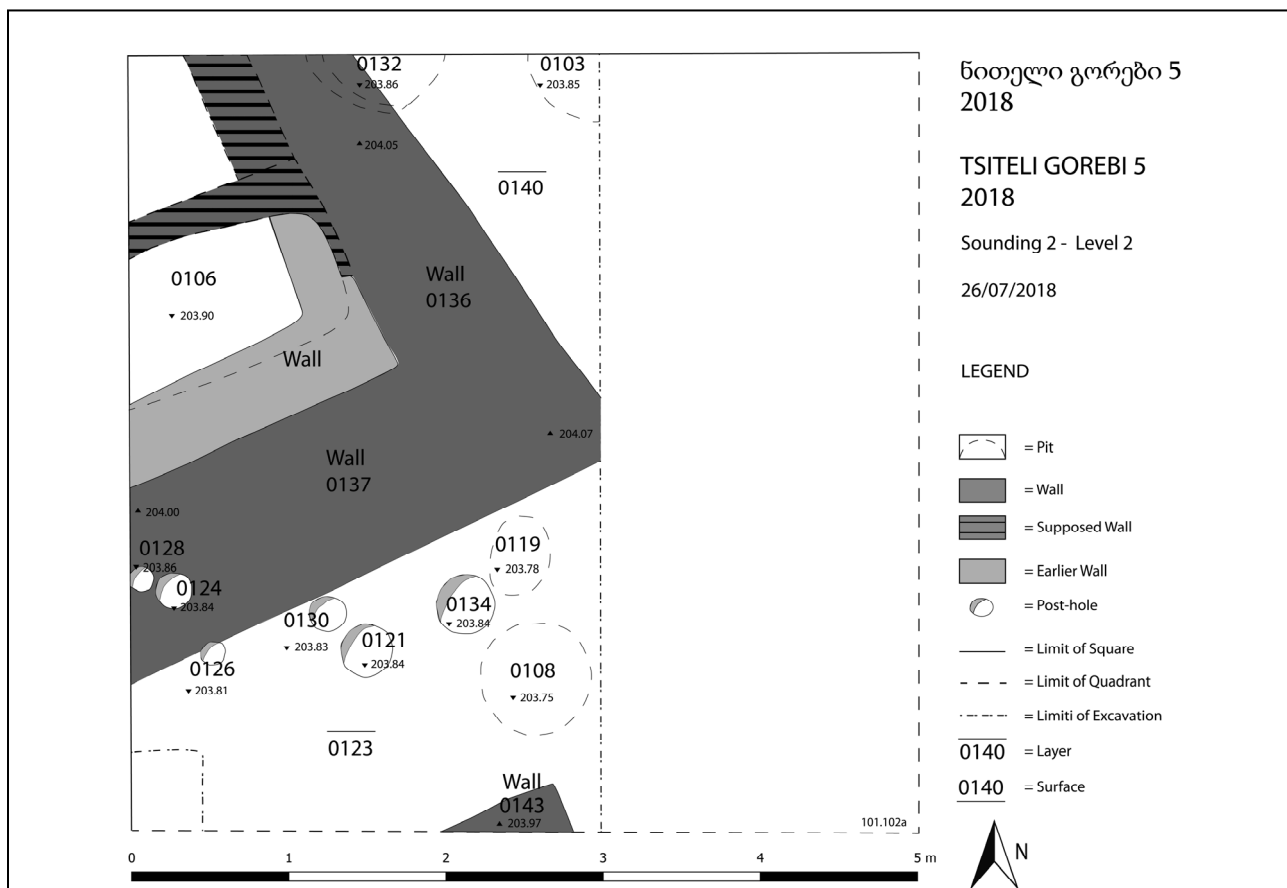 ნითელი გორები 5
2018
TSITELI GOREBI 5
2018
Sounding 2 - Level 2
26/07/2018
LEGEND
= Pit
= Wall
= Supposed Wall
= Earlier Wall
= Post-hole
= Limit of Square
= Limit of Quadrant
= Limiti of Excavation
0140 = Layer
0140 = Surface
N
0132
203.86
0103
203.85
204.05
0140
0106
203.90
Wall
0136
Wall
204.07
Wall
0137
204.00
0128
203.86
0124
203.84
0119
203.78
0134
203.84
0130
203.83
0121
203.84
0126
203.81
0108
203.75
0123
Wall
0143
203.97
101.102a
0 1 2 3 4 5 m